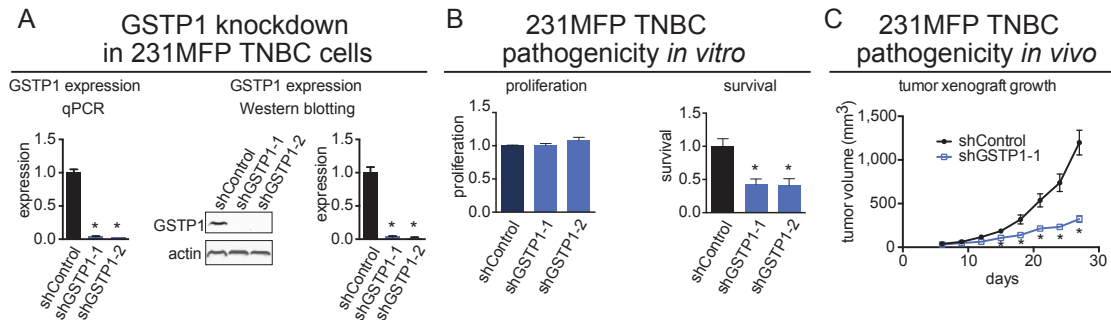 A
GSTP1 knockdown
in 231MFP TNBC cells
GSTP1 expression
qPCR
expression
1.5
1.0
0.5
0.0
*
*
shControl
shGSTP1-1
shGSTP1-2
GSTP1 expression
Western blotting
shControl
shGSTP1-1
shGSTP1-2
GSTP1
actin
expression
1.5
1.0
0.5
0.0
*
*
shControl
shGSTP1-1
shGSTP1-2
B
231MFP TNBC
pathogenicity in vitro
proliferation
proliferation
1.5
1.0
0.5
0.0
shControl
shGSTP1-1
shGSTP1-2
survival
survival
1.5
1.0
0.5
0.0
*
*
shControl
shGSTP1-1
shGSTP1-2
C
231MFP TNBC
pathogenicity in vivo
tumor xenograft growth
tumor volume (mm3)
1,500
1,000
500
0
shControl
shGSTP1-1
*
*
*
*
*
0
10
20
30
days